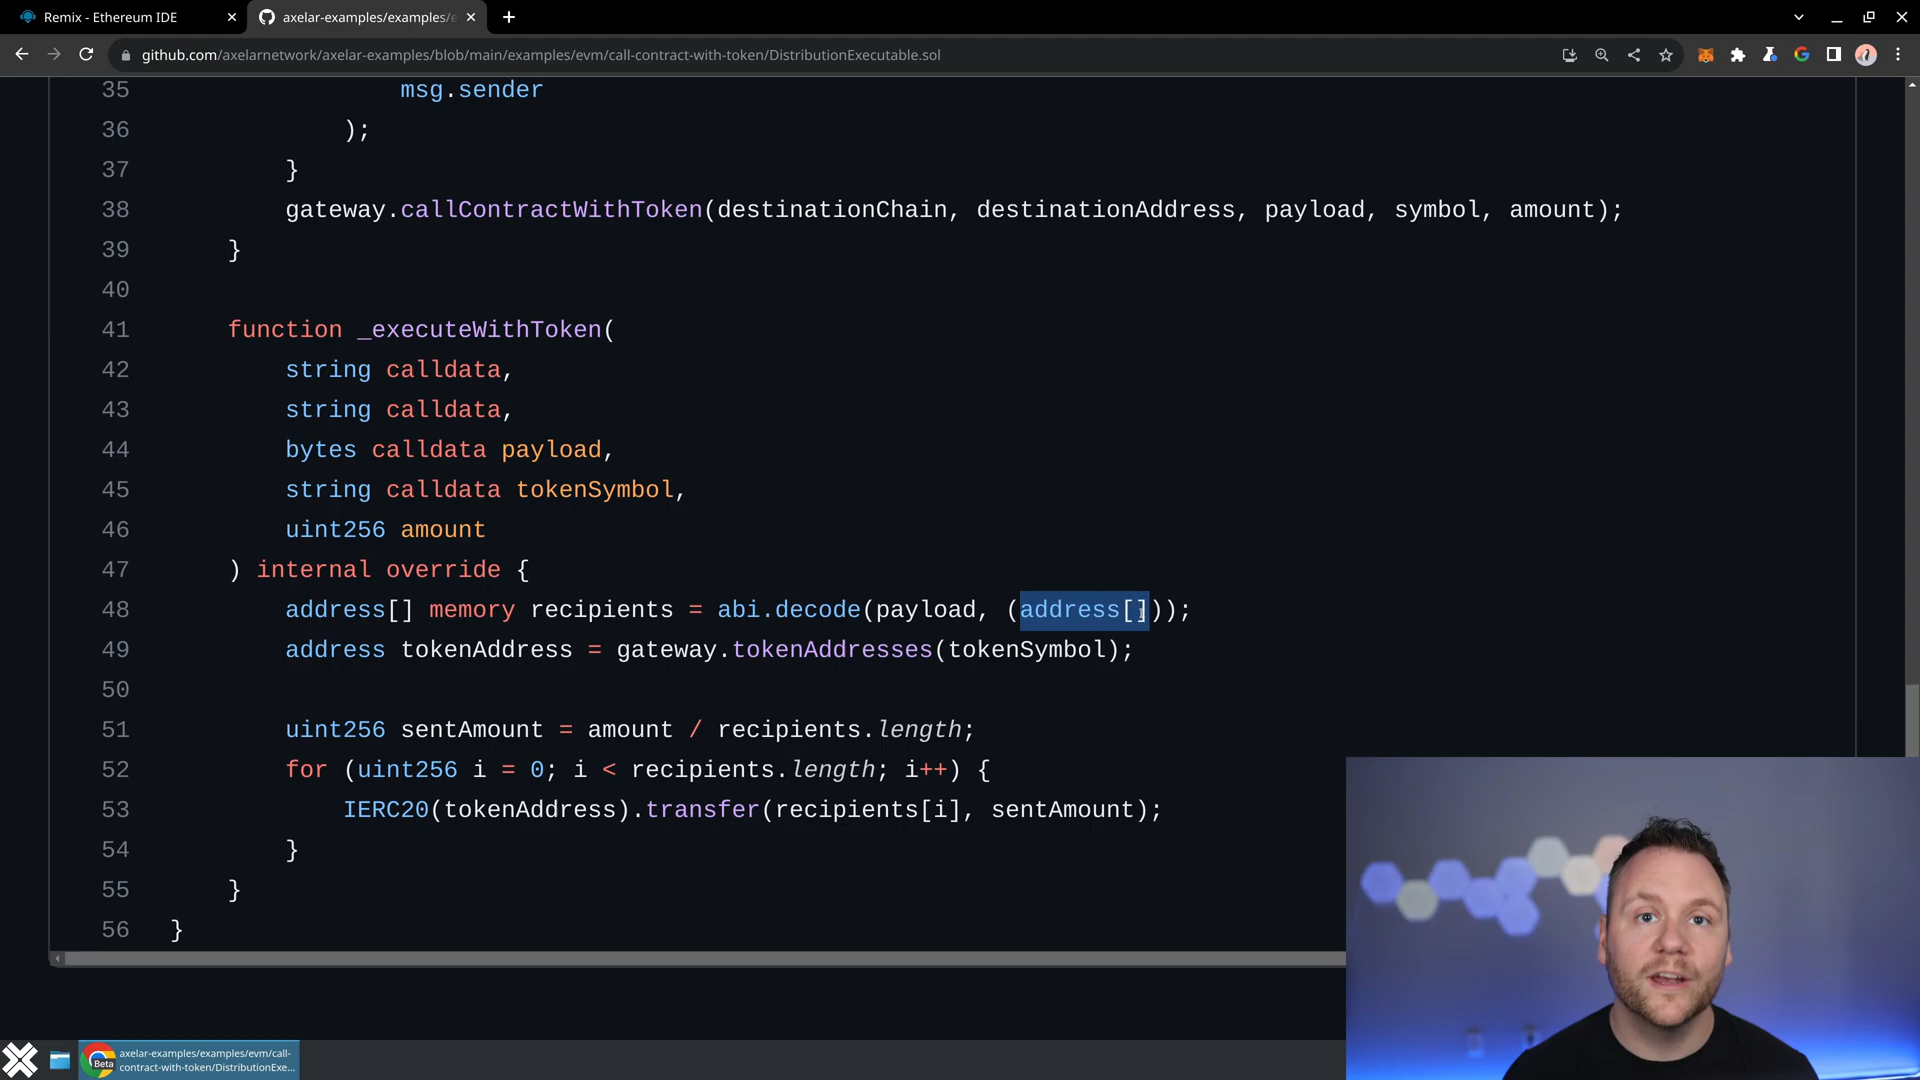 Remix - Ethereum IDE
axelar-examples/examples/e
github.com/axelarnetwork/axelar-examples/blob/main/examples/evm/call-contract-with-token/DistributionExecutable.sol
35 msg.sender
36 );
37 }
38 gateway.callContractWithToken(destinationChain, destinationAddress, payload, symbol, amount);
39 }
40
41 function _executeWithToken(
42 string calldata,
43 string calldata,
44 bytes calldata payload,
45 string calldata tokenSymbol,
46 uint256 amount
47 ) internal override {
48 address[] memory recipients = abi.decode(payload, (address[]));
49 address tokenAddress = gateway.tokenAddresses(tokenSymbol);
50
51 uint256 sentAmount = amount / recipients.length;
52 for (uint256 i = 0; i < recipients.length; i++) {
53 IERC20(tokenAddress).transfer(recipients[i], sentAmount);
54 }
55 }
56 }
Beta
axelar-examples/examples/evm/call-
contract-with-token/DistributionExe...